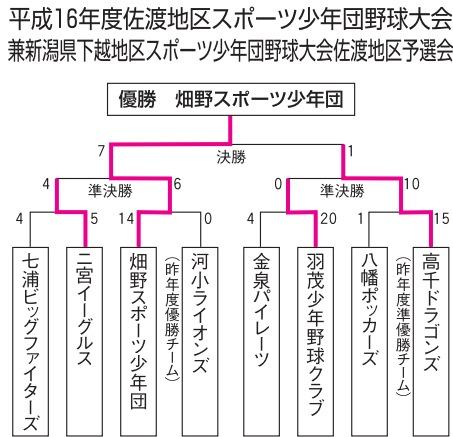 平成16年度佐渡地区スポーツ少年団野球大会
兼新潟県下越地区スポーツ少年団野球大会佐渡地区予選会
優勝 畑野スポーツ少年団
7 決勝 1
4 準決勝 6 0 準決勝 10
4 5 14 0 4 20 1 15
七浦ビッグファイターズ
二宮イーグルス
畑野スポーツ少年団
河小ライオンズ
(昨年度優勝チーム)
金泉パイレーツ
羽茂少年野球クラブ
八幡ポッカーズ
高千ドラゴンズ
(昨年度準優勝チーム)